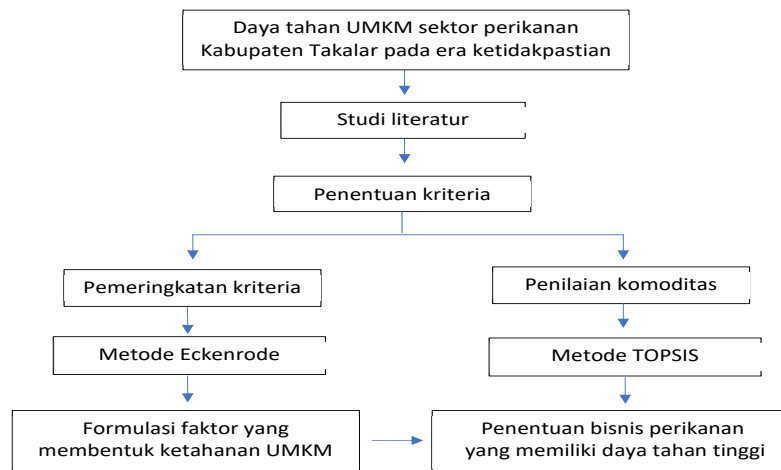 Daya tahan UMKM sektor perikanan
Kabupaten Takalar pada era ketidakpastian
Studi literatur
Penentuan kriteria
Pemeringkatan kriteria
Penilaian komoditas
Metode Eckenrode
Metode TOPSIS
Formulasi faktor yang
membentuk ketahanan UMKM
Penentuan bisnis perikanan
yang memiliki daya tahan tinggi